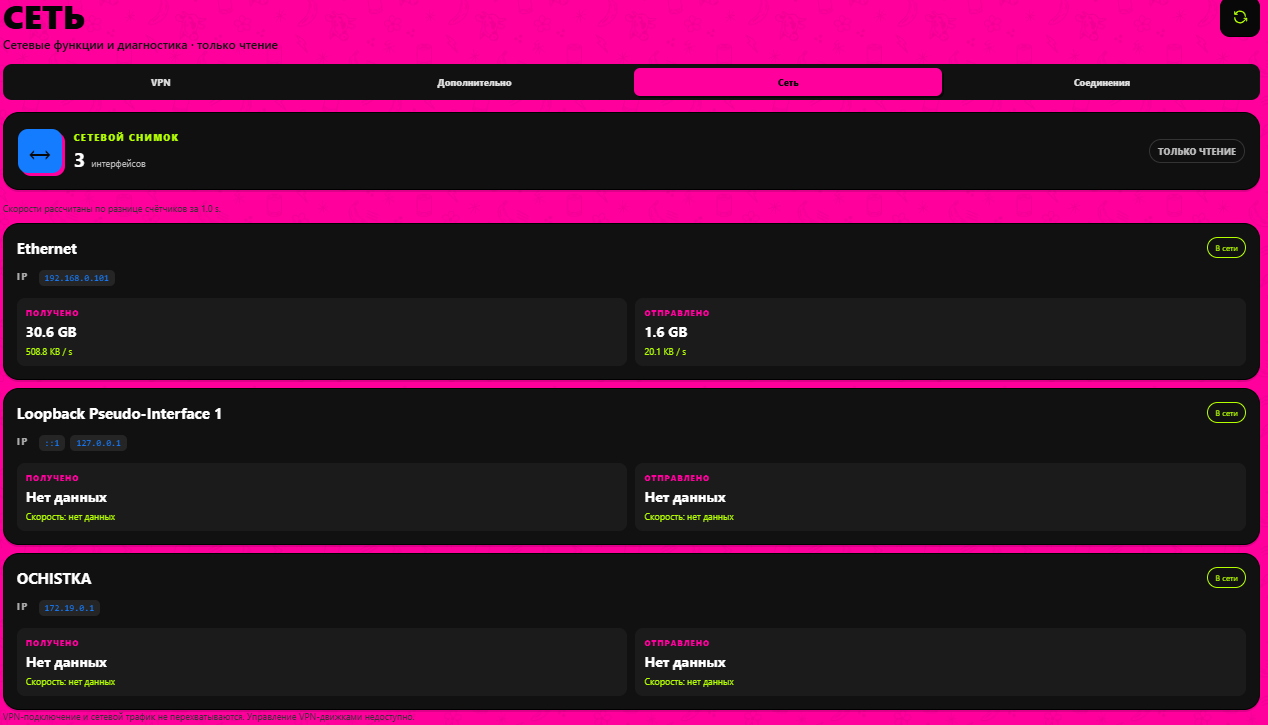 СЕТЬ
Сетевые функции и диагностика · только чтение
VPN Дополнительно Сеть Соединения
СЕТЕВОЙ СНИМОК
3 интерфейсов
ТОЛЬКО ЧТЕНИЕ
Скорости рассчитаны по разнице счётчиков за 1.0 s.
Ethernet
В сети
IP 192.168.0.101
ПОЛУЧЕНО
30.6 GB
508.8 KB / s
ОТПРАВЛЕНО
1.6 GB
20.1 KB / s
Loopback Pseudo-Interface 1
В сети
IP ::1 127.0.0.1
ПОЛУЧЕНО
Нет данных
Скорость: нет данных
ОТПРАВЛЕНО
Нет данных
Скорость: нет данных
OCHISTKA
В сети
IP 172.19.0.1
ПОЛУЧЕНО
Нет данных
Скорость: нет данных
ОТПРАВЛЕНО
Нет данных
Скорость: нет данных
VPN-подключение и сетевой трафик не перехватываются. Управление VPN-движками недоступно.